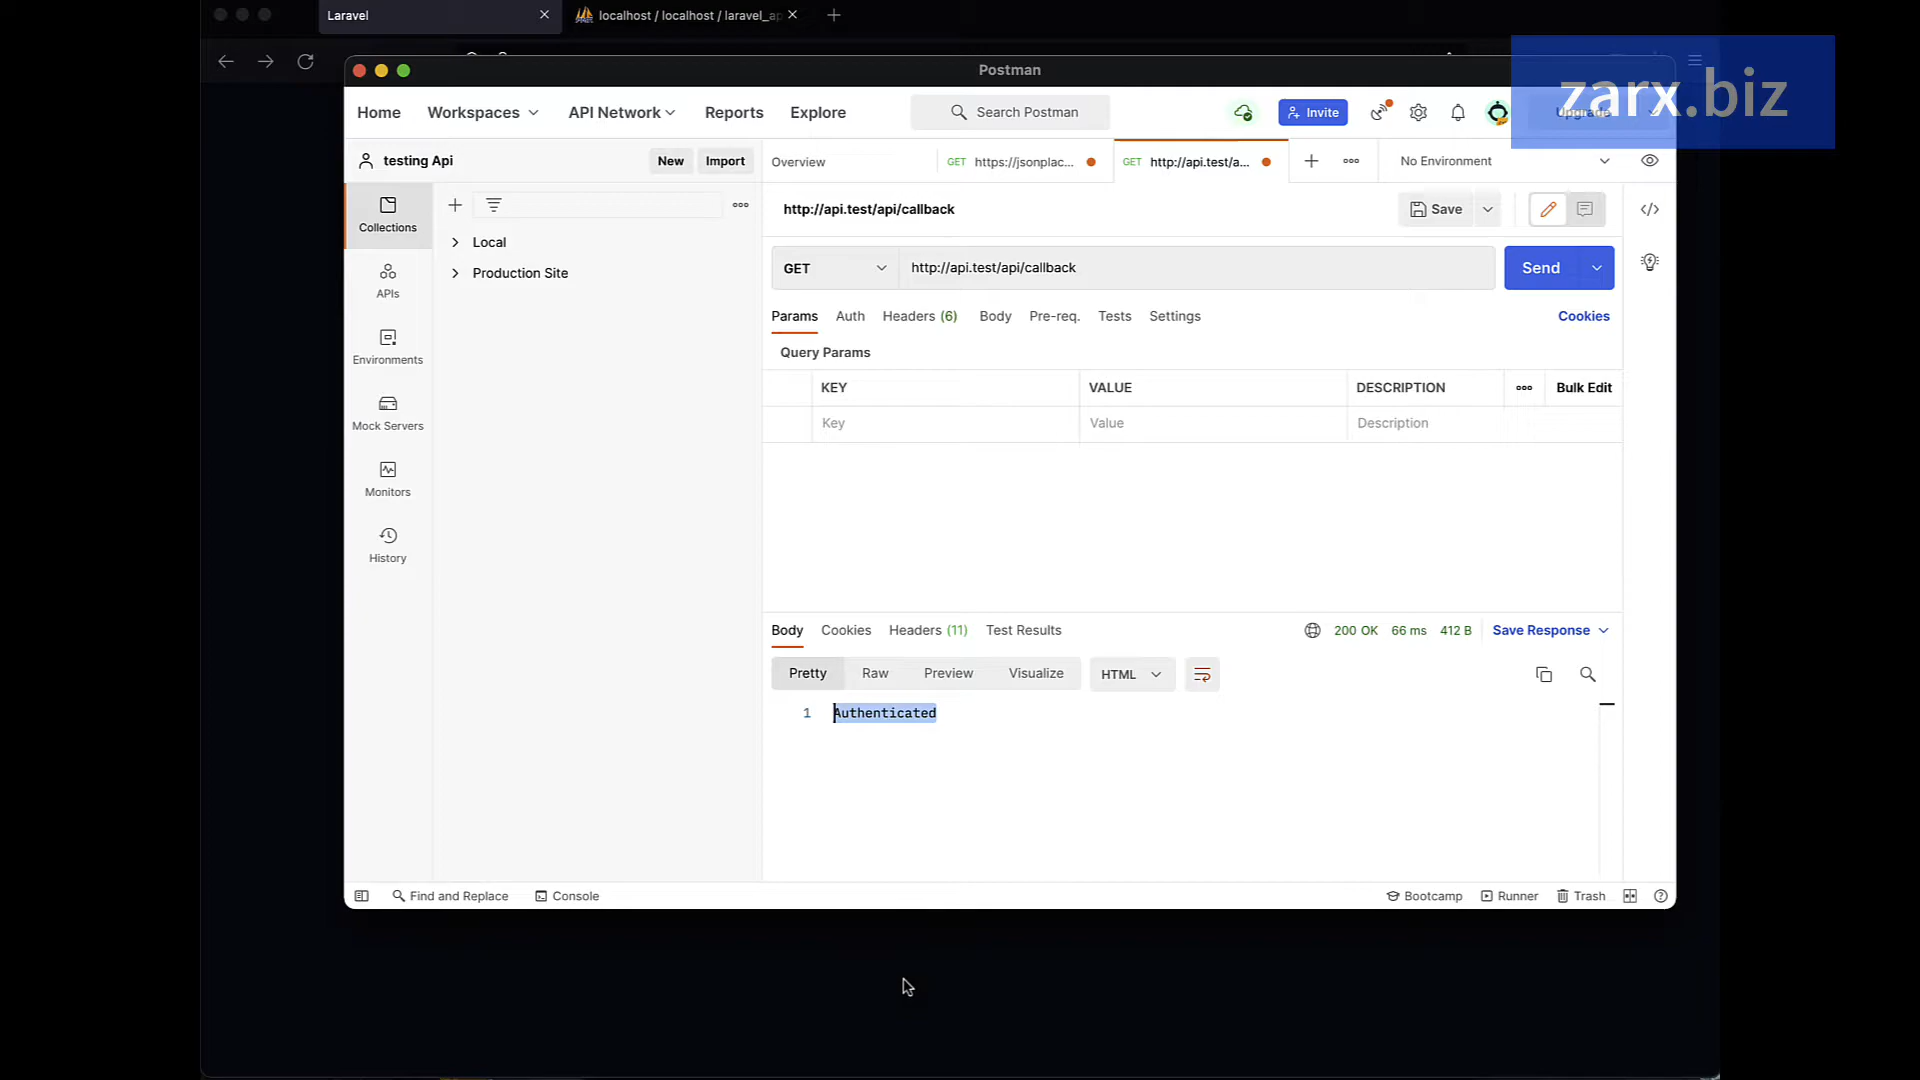 Laravel
localhost / localhost / laravel_ap
Postman
zarx.biz
Home
Workspaces
API Network
Reports
Explore
Search Postman
Invite
Upgrade
testing Api
New
Import
Overview
GET https://jsonplac...
GET http://api.test/a...
No Environment
Collections
APIs
Environments
Mock Servers
Monitors
History
Local
Production Site
http://api.test/api/callback
Save
GET
http://api.test/api/callback
Send
Params
Auth
Headers (6)
Body
Pre-req.
Tests
Settings
Cookies
Query Params
KEY
VALUE
DESCRIPTION
Bulk Edit
Key
Value
Description
Body
Cookies
Headers (11)
Test Results
200 OK
66 ms
412 B
Save Response
Pretty
Raw
Preview
Visualize
HTML
1
Authenticated
Find and Replace
Console
Bootcamp
Runner
Trash